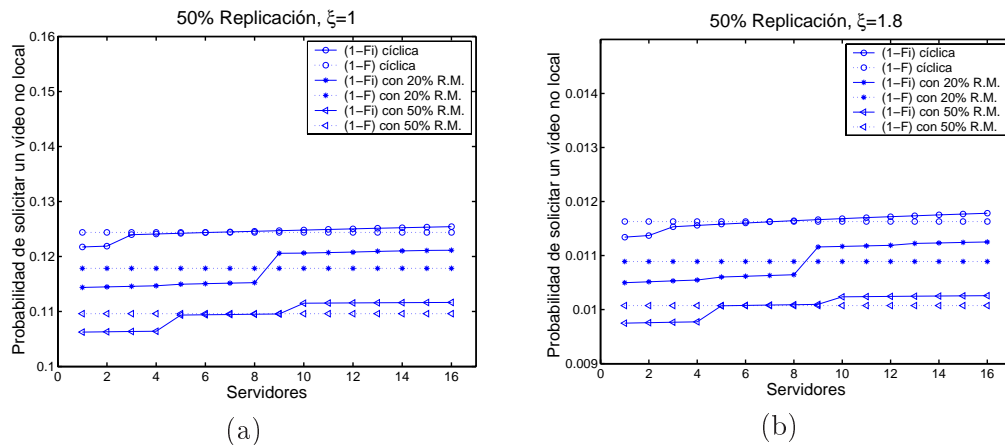 50% Replicación, ξ=1
0.16
0.15
0.14
0.13
0.12
0.11
0.1
Probabilidad de solicitar un vídeo no local
(1−Fi) cíclica
(1−F) cíclica
(1−Fi) con 20% R.M.
(1−F) con 20% R.M.
(1−Fi) con 50% R.M.
(1−F) con 50% R.M.
0 2 4 6 8 10 12 14 16
Servidores
(a)
50% Replicación, ξ=1.8
0.014
0.013
0.012
0.011
0.01
0.009
Probabilidad de solicitar un vídeo no local
(1−Fi) cíclica
(1−F) cíclica
(1−Fi) con 20% R.M.
(1−F) con 20% R.M.
(1−Fi) con 50% R.M.
(1−F) con 50% R.M.
0 2 4 6 8 10 12 14 16
Servidores
(b)